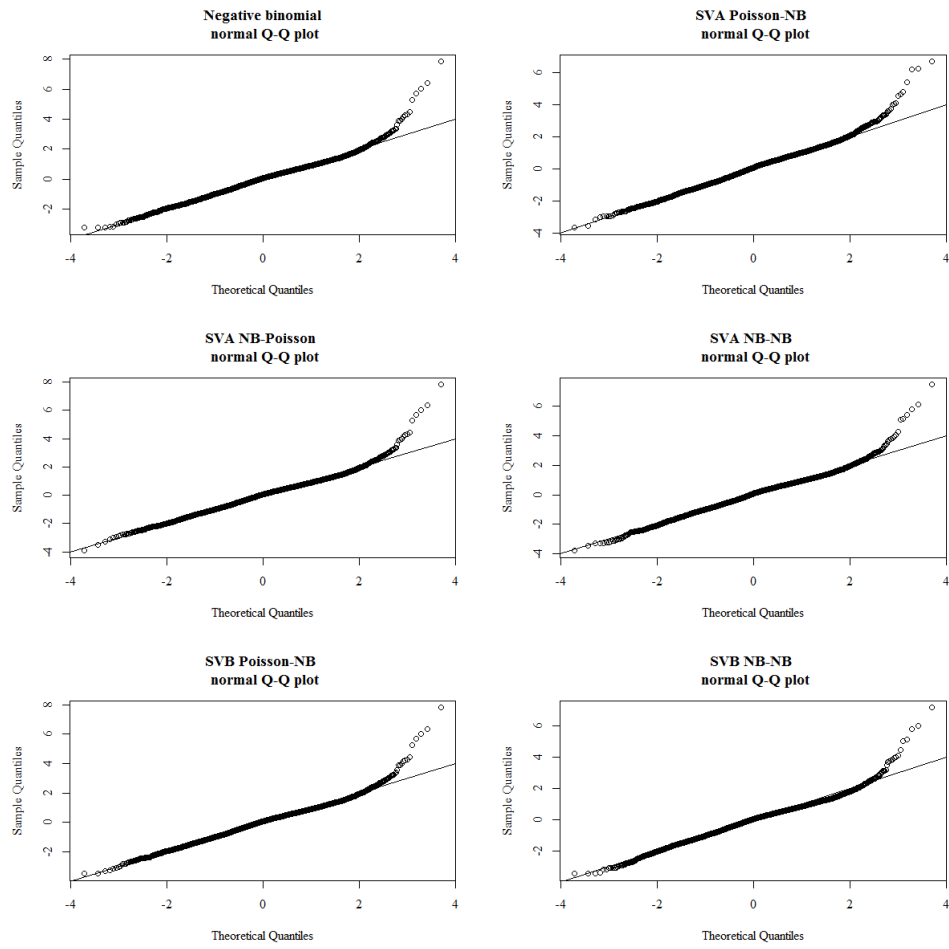 Negative binomial
normal Q-Q plot
Sample Quantiles
8
6
4
2
0
-2
-4
-2
0
2
4
Theoretical Quantiles
SVA Poisson-NB
normal Q-Q plot
Sample Quantiles
6
4
2
0
-2
-4
-4
-2
0
2
4
Theoretical Quantiles
SVA NB-Poisson
normal Q-Q plot
Sample Quantiles
8
6
4
2
0
-2
-4
-4
-2
0
2
4
Theoretical Quantiles
SVA NB-NB
normal Q-Q plot
Sample Quantiles
6
4
2
0
-2
-4
-4
-2
0
2
4
Theoretical Quantiles
SVB Poisson-NB
normal Q-Q plot
Sample Quantiles
8
6
4
2
0
-2
-4
-2
0
2
4
Theoretical Quantiles
SVB NB-NB
normal Q-Q plot
Sample Quantiles
6
4
2
0
-2
-4
-2
0
2
4
Theoretical Quantiles